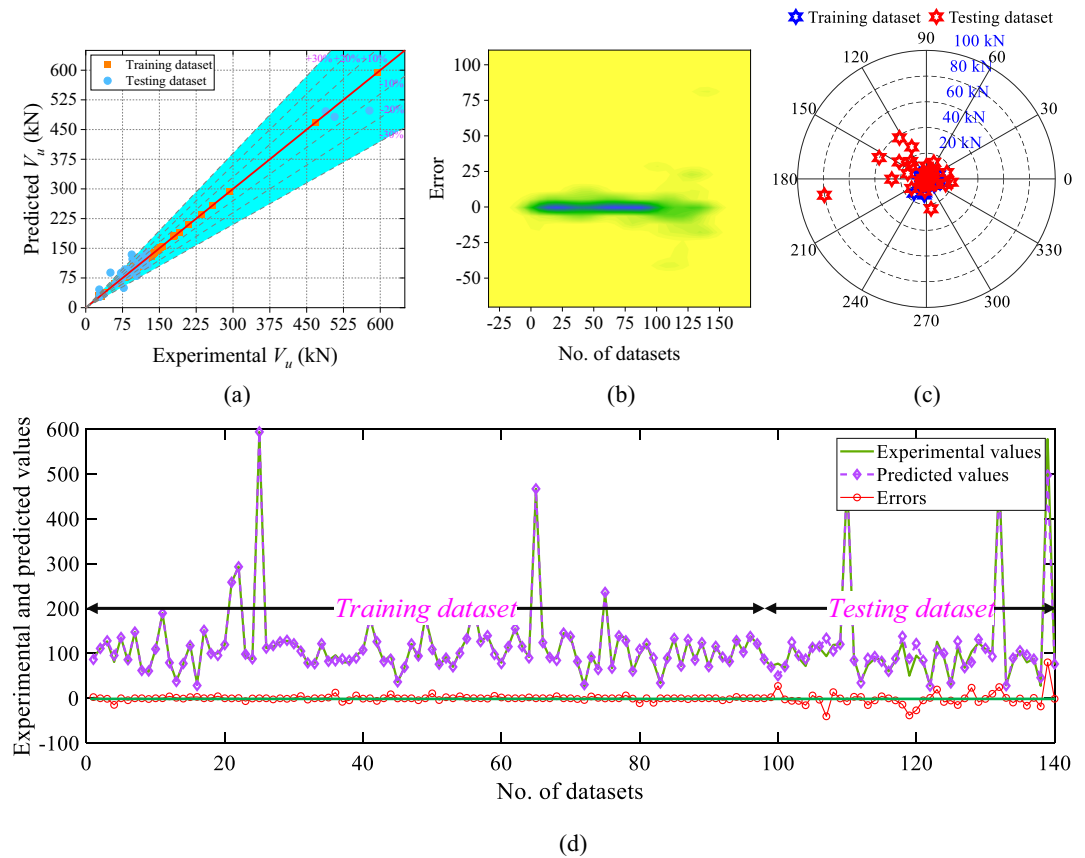 Training dataset Testing dataset
Training dataset
Testing dataset
+30% +20% +10%
-10%
-20%
-30%
600
525
450
375
300
225
150
75
0
0 75 150 225 300 375 450 525 600
Predicted Vu (kN)
Experimental Vu (kN)
(a)
100
75
50
25
0
-25
-50
-25 0 25 50 75 100 125 150
Error
No. of datasets
(b)
90
120 60
150 30
180 0
210 330
240 300
270
100 kN
80 kN
60 kN
40 kN
20 kN
(c)
Experimental and predicted values
600
500
400
300
200
100
0
-100
0 20 40 60 80 100 120 140
Experimental values
Predicted values
Errors
Training dataset
Testing dataset
No. of datasets
(d)